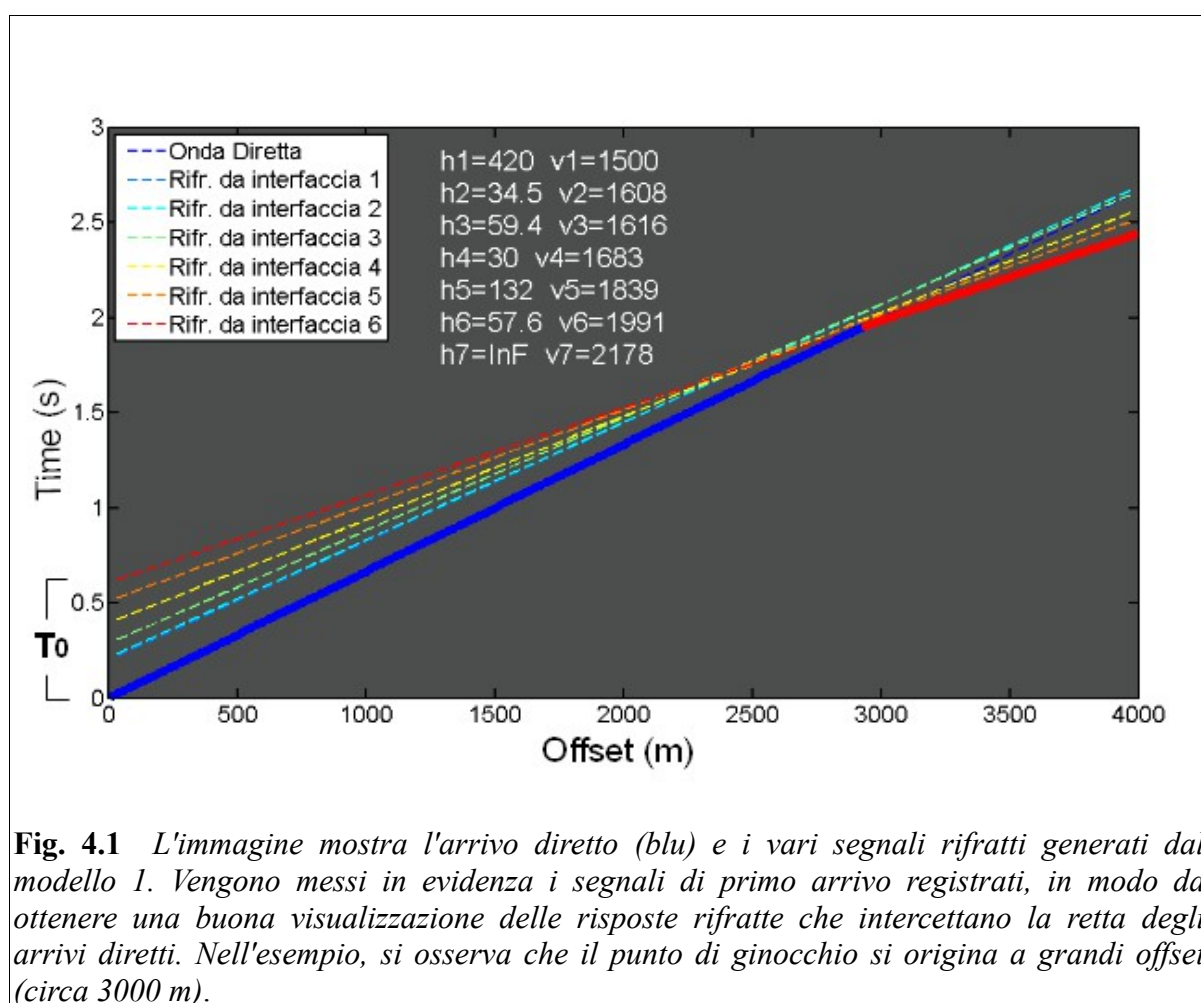 3
2.5
2
1.5
1
0.5
0
Time (s)
T0
Onda Diretta
Rifr. da interfaccia 1
Rifr. da interfaccia 2
Rifr. da interfaccia 3
Rifr. da interfaccia 4
Rifr. da interfaccia 5
Rifr. da interfaccia 6
h1=420 v1=1500
h2=34.5 v2=1608
h3=59.4 v3=1616
h4=30 v4=1683
h5=132 v5=1839
h6=57.6 v6=1991
h7=InF v7=2178
0 500 1000 1500 2000 2500 3000 3500 4000
Offset (m)
Fig. 4.1 L'immagine mostra l'arrivo diretto (blu) e i vari segnali rifratti generati dal
modello 1. Vengono messi in evidenza i segnali di primo arrivo registrati, in modo da
ottenere una buona visualizzazione delle risposte rifratte che intercettano la retta degli
arrivi diretti. Nell'esempio, si osserva che il punto di ginocchio si origina a grandi offset
(circa 3000 m).